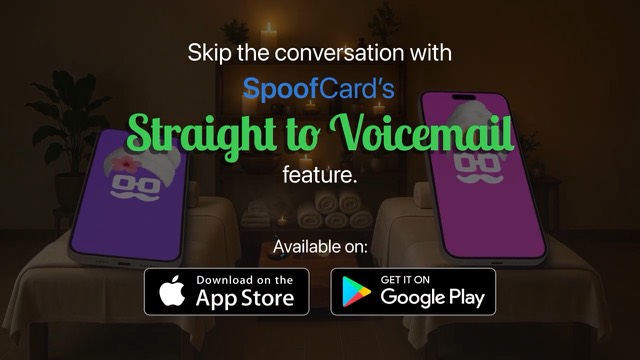 Skip the conversation with
SpoofCard's
Straight to Voicemail
feature.
Available on:
Download on the
App Store
GET IT ON
Google Play